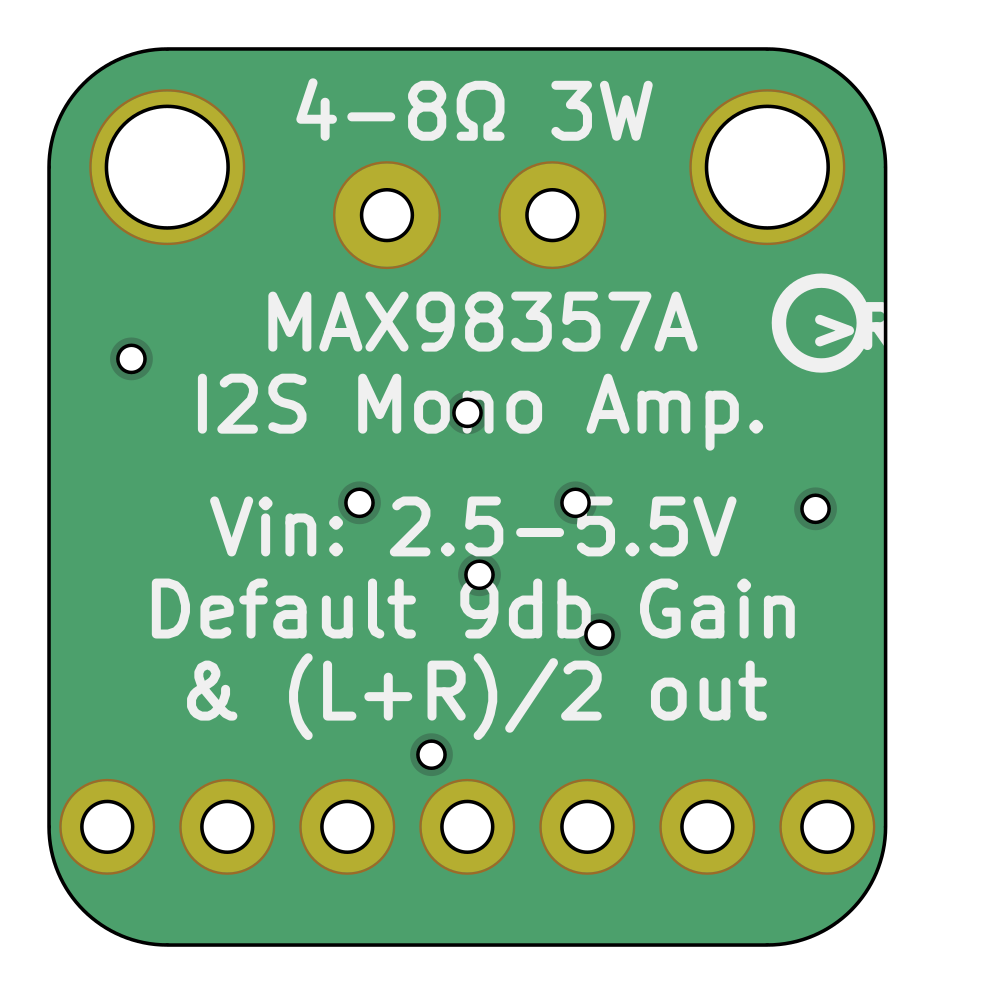 4-8Ω 3W
MAX98357A
I2S Mono Amp.
Vin: 2.5-5.5V
Default 9db Gain
& (L+R)/2 out